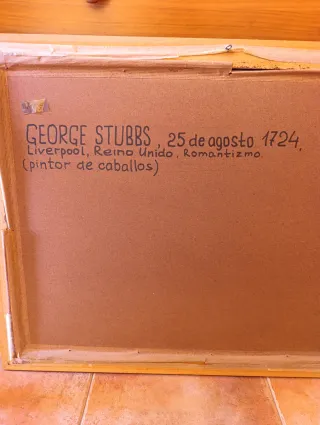 GEORGE STUBBS, 25 de agosto 1724,
Liverpool, Reino Unido. Romantizmo
(pintor de caballos)